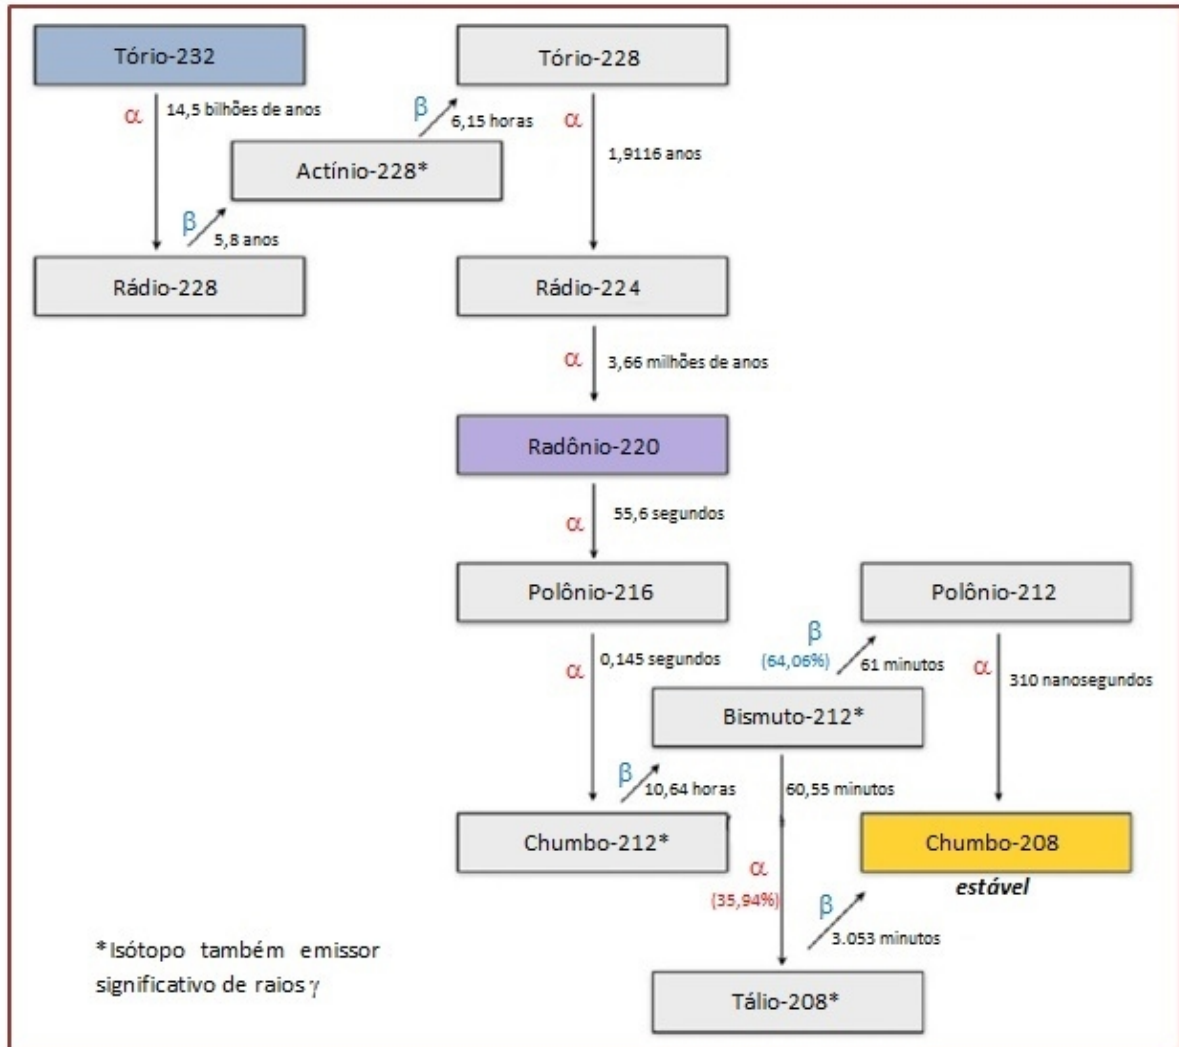 Tório-232
Tório-228
α
14,5 bilhões de anos
β
6,15 horas
α
1,9116 anos
Actínio-228*
β
5,8 anos
Rádio-228
Rádio-224
α
3,66 milhões de anos
Radônio-220
α
55,6 segundos
Polônio-216
Polônio-212
α
0,145 segundos
β
(64,06%)
61 minutos
α
310 nanosegundos
Bismuto-212*
β
10,64 horas
60,55 minutos
Chumbo-212*
Chumbo-208
estável
α
(35,94%)
β
3.053 minutos
Tálio-208*
*Isótopo também emissor
significativo de raios γ